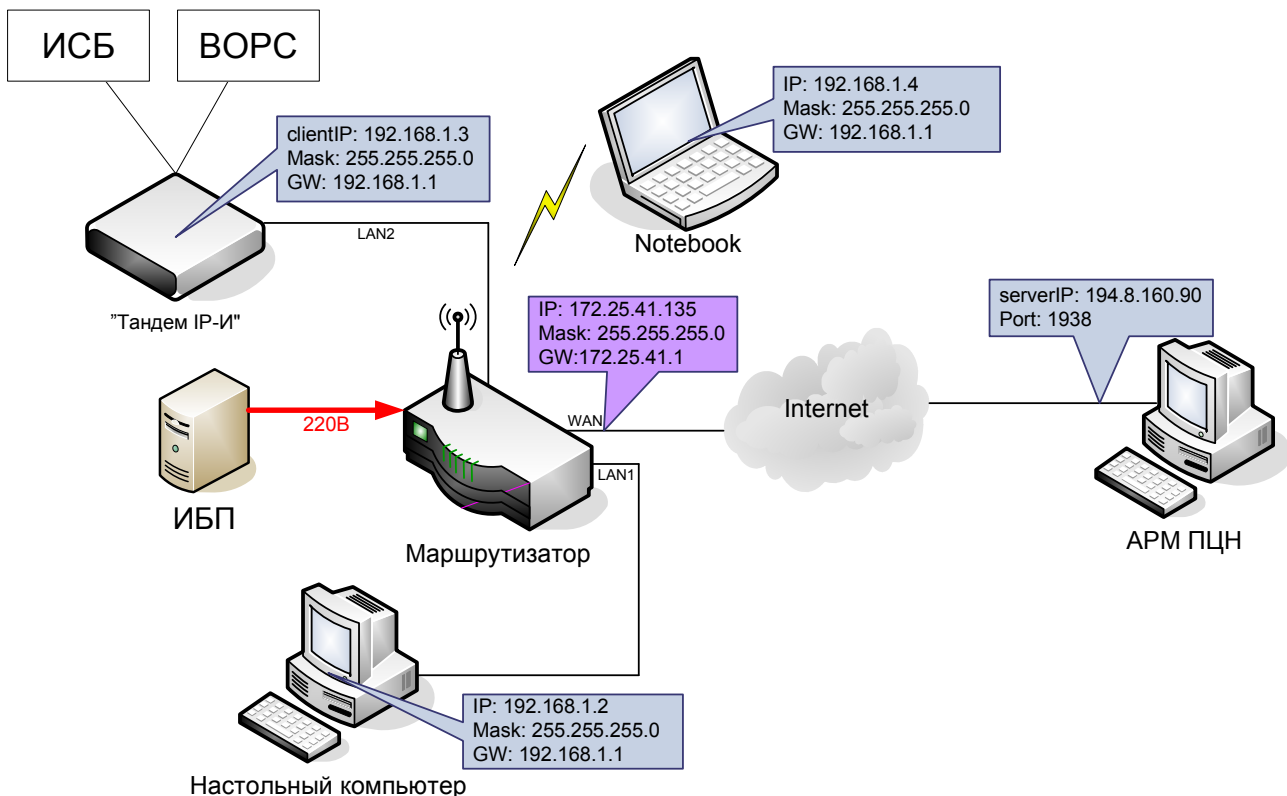 ИСБ
ВОРС
clientIP: 192.168.1.3
Mask: 255.255.255.0
GW: 192.168.1.1
LAN2
”Тандем IP-И"
IP: 192.168.1.4
Mask: 255.255.255.0
GW: 192.168.1.1
Notebook
IP: 172.25.41.135
Mask: 255.255.255.0
GW:172.25.41.1
serverIP: 194.8.160.90
Port: 1938
Internet
WAN
LAN1
220В
ИБП
Маршрутизатор
АРМ ПЦН
IP: 192.168.1.2
Mask: 255.255.255.0
GW: 192.168.1.1
Настольный компьютер